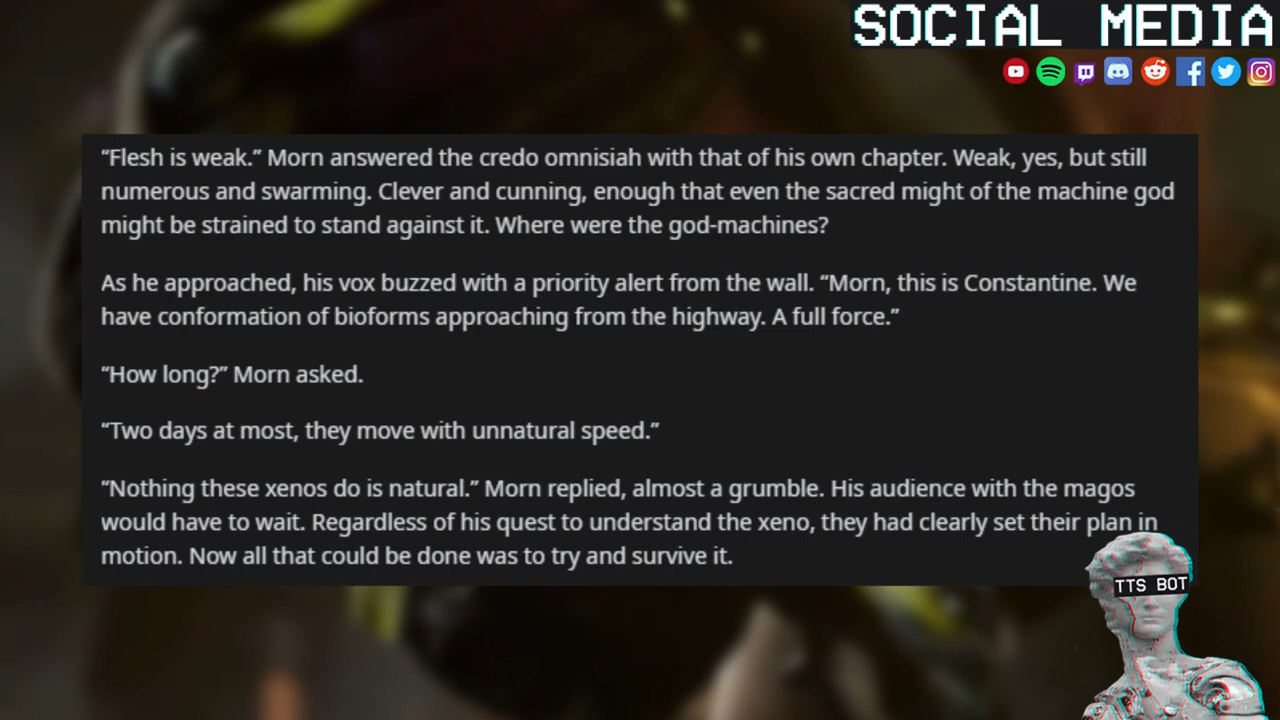 SOCIAL MEDIA
“Flesh is weak.” Morn answered the credo omnisiah with that of his own chapter. Weak, yes, but still
numerous and swarming. Clever and cunning, enough that even the sacred might of the machine god
might be strained to stand against it. Where were the god-machines?
As he approached, his vox buzzed with a priority alert from the wall. “Morn, this is Constantine. We
have conformation of bioforms approaching from the highway. A full force.”
“How long?” Morn asked.
“Two days at most, they move with unnatural speed.”
“Nothing these xenos do is natural.” Morn replied, almost a grumble. His audience with the magos
would have to wait. Regardless of his quest to understand the xeno, they had clearly set their plan in
motion. Now all that could be done was to try and survive it.
TTS BOT